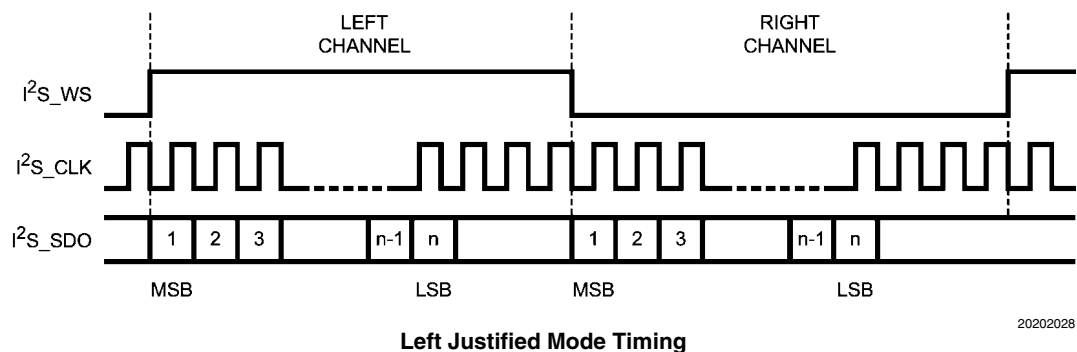 LEFT
CHANNEL
RIGHT
CHANNEL
I²S_WS
I²S_CLK
I²S_SDO
1 2 3 n-1 n 1 2 3 n-1 n
MSB LSB MSB LSB
20202028
Left Justified Mode Timing